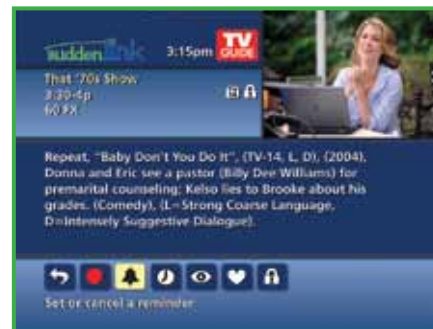 suddenlink 3:15pm TV GUIDE
That '70s Show
3:30-4p
60 FX
Repeat, "Baby Don't You Do It", (TV-14, L, D), (2004).
Donna and Eric see a pastor (Billy Dee Williams) for
premarital counseling; Kelso lies to Brooke about his
grades. (Comedy), (L=Strong Coarse Language,
D=Intensely Suggestive Dialogue).
Set or cancel a reminder